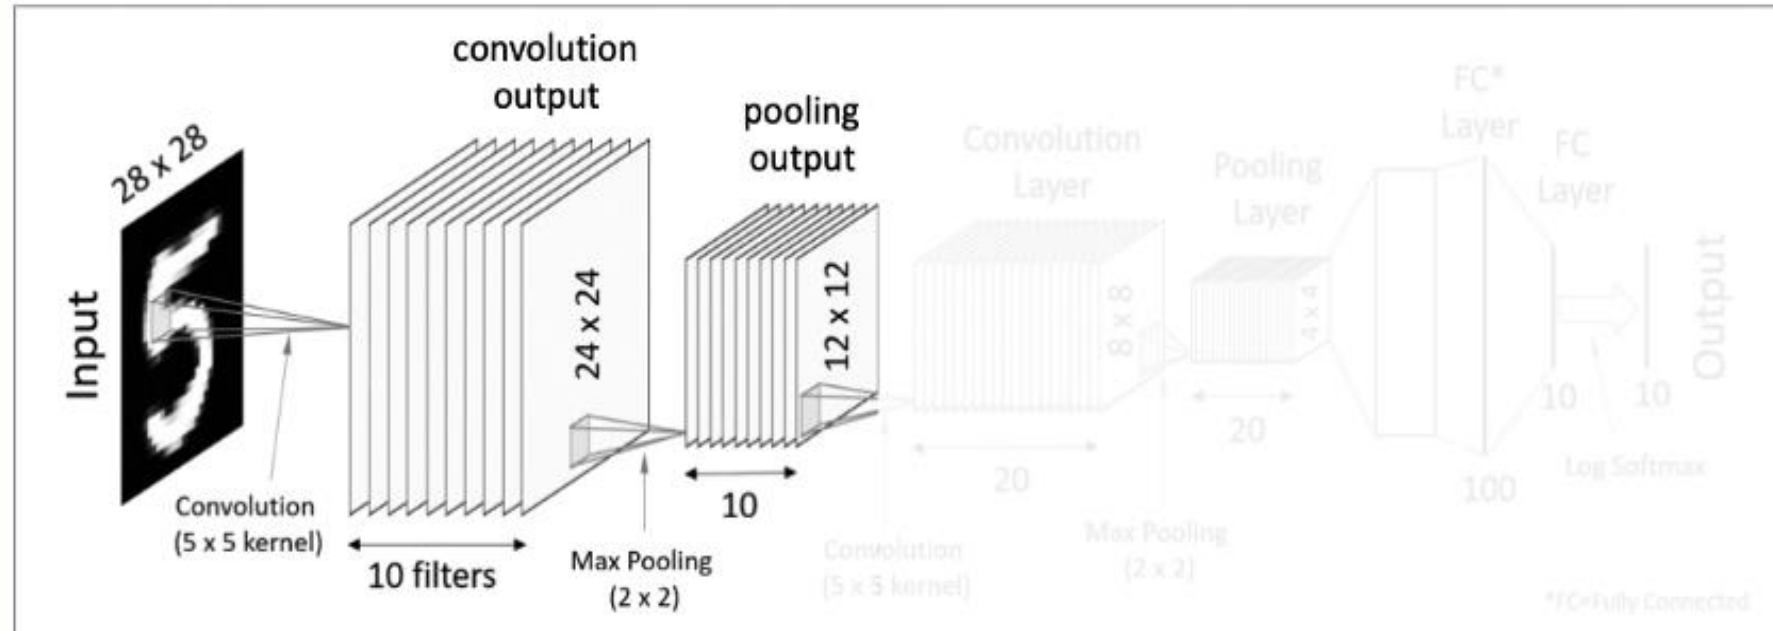 convolution
output
pooling
output
28 x 28
Input
24 x 24
12 x 12
Convolution
(5 x 5 kernel)
10 filters
Max Pooling
(2 x 2)
10
Convolution
Layer
8 x 8
20
Convolution
(5 x 5 kernel)
Max Pooling
(2 x 2)
Pooling
Layer
4 x 4
20
FC*
Layer
100
FC
Layer
10
10
Log Softmax
Output
*FC=Fully Connected